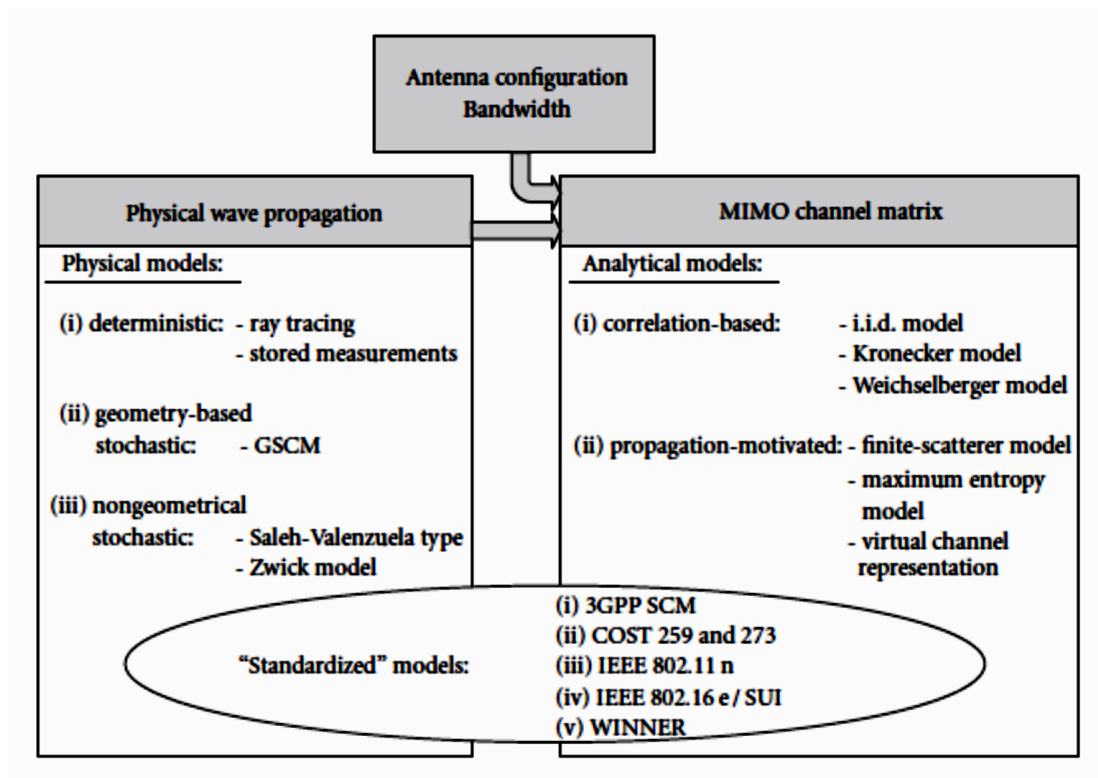 Antenna configuration
Bandwidth
Physical wave propagation
Physical models:
(i) deterministic: - ray tracing
- stored measurements
(ii) geometry-based
stochastic: - GSCM
(iii) nongeometrical
stochastic: - Saleh-Valenzuela type
- Zwick model
MIMO channel matrix
Analytical models:
(i) correlation-based: - i.i.d. model
- Kronecker model
- Weichselberger model
(ii) propagation-motivated: - finite-scatterer model
- maximum entropy
model
- virtual channel
representation
“Standardized” models:
(i) 3GPP SCM
(ii) COST 259 and 273
(iii) IEEE 802.11 n
(iv) IEEE 802.16 e / SUI
(v) WINNER